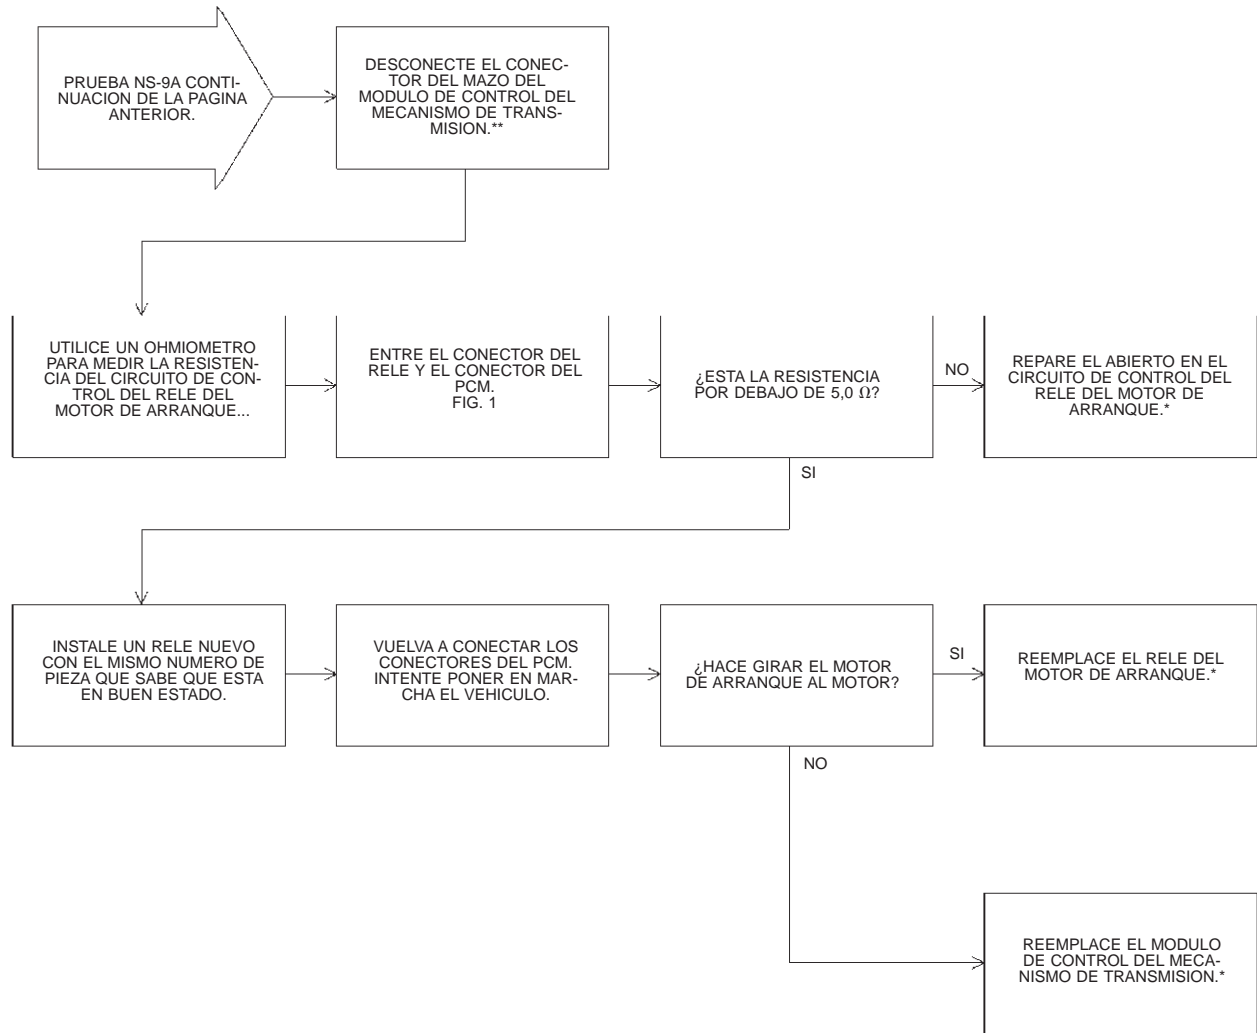 PRUEBA NS-9A CONTI-
NUACION DE LA PAGINA
ANTERIOR.
DESCONECTE EL CONEC-
TOR DEL MAZO DEL
MODULO DE CONTROL DEL
MECANISMO DE TRANS-
MISION.**
UTILICE UN OHMIOMETRO
PARA MEDIR LA RESISTEN-
CIA DEL CIRCUITO DE CON-
TROL DEL RELE DEL
MOTOR DE ARRANQUE...
ENTRE EL CONECTOR DEL
RELE Y EL CONECTOR DEL
PCM.
FIG. 1
¿ESTA LA RESISTENCIA
POR DEBAJO DE 5,0 Ω?
NO
REPARE EL ABIERTO EN EL
CIRCUITO DE CONTROL DEL
RELE DEL MOTOR DE
ARRANQUE.*
SI
INSTALE UN RELE NUEVO
CON EL MISMO NUMERO DE
PIEZA QUE SABE QUE ESTA
EN BUEN ESTADO.
VUELVA A CONECTAR LOS
CONECTORES DEL PCM.
INTENTE PONER EN MAR-
CHA EL VEHICULO.
¿HACE GIRAR EL MOTOR
DE ARRANQUE AL MOTOR?
SI
REEMPLACE EL RELE DEL
MOTOR DE ARRANQUE.*
NO
REEMPLACE EL MODULO
DE CONTROL DEL MECA-
NISMO DE TRANSMISION.*